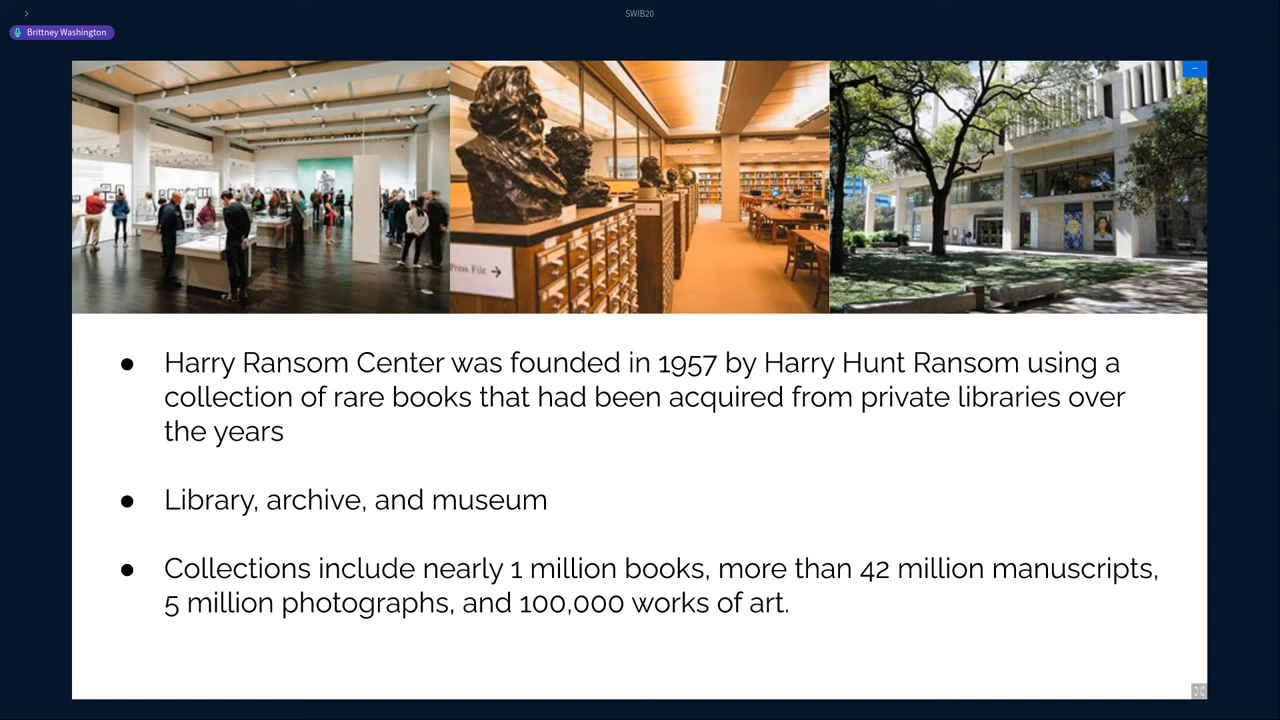 SWIB20
Brittney Washington
Press File →
● Harry Ransom Center was founded in 1957 by Harry Hunt Ransom using a
collection of rare books that had been acquired from private libraries over
the years
● Library, archive, and museum
● Collections include nearly 1 million books, more than 42 million manuscripts,
5 million photographs, and 100,000 works of art.